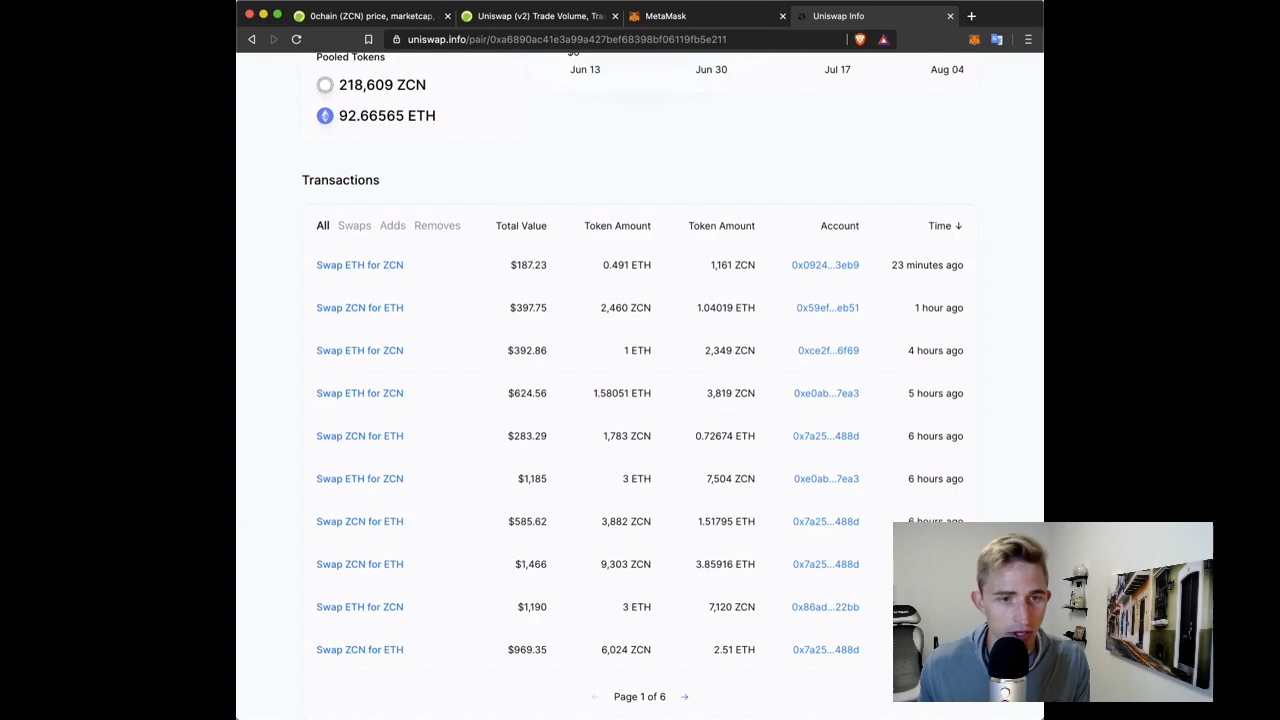 0chain (ZCN) price, marketcap,
Uniswap (v2) Trade Volume, Tra
MetaMask
Uniswap Info
uniswap.info/pair/0xa6890ac41e3a99a427bef68398bf06119fb5e211
Pooled Tokens
218,609 ZCN
92.66565 ETH
$0
Jun 13 Jun 30 Jul 17 Aug 04
Transactions
All Swaps Adds Removes Total Value Token Amount Token Amount Account Time ↓
Swap ETH for ZCN $187.23 0.491 ETH 1,161 ZCN 0x0924...3eb9 23 minutes ago
Swap ZCN for ETH $397.75 2,460 ZCN 1.04019 ETH 0x59ef...eb51 1 hour ago
Swap ETH for ZCN $392.86 1 ETH 2,349 ZCN 0xce2f...6f69 4 hours ago
Swap ETH for ZCN $624.56 1.58051 ETH 3,819 ZCN 0xe0ab...7ea3 5 hours ago
Swap ZCN for ETH $283.29 1,783 ZCN 0.72674 ETH 0x7a25...488d 6 hours ago
Swap ETH for ZCN $1,185 3 ETH 7,504 ZCN 0xe0ab...7ea3 6 hours ago
Swap ZCN for ETH $585.62 3,882 ZCN 1.51795 ETH 0x7a25...488d 6 hours ago
Swap ZCN for ETH $1,466 9,303 ZCN 3.85916 ETH 0x7a25...488d
Swap ETH for ZCN $1,190 3 ETH 7,120 ZCN 0x86ad...22bb
Swap ZCN for ETH $969.35 6,024 ZCN 2.51 ETH 0x7a25...488d
← Page 1 of 6 →